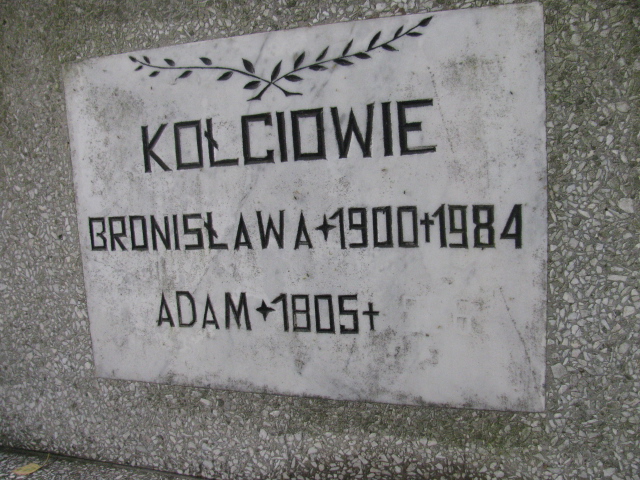 KOŁCIOWIE
BRONISŁAWA ✦ 1900 ✝ 1984
ADAM ✦ 1805 ✝